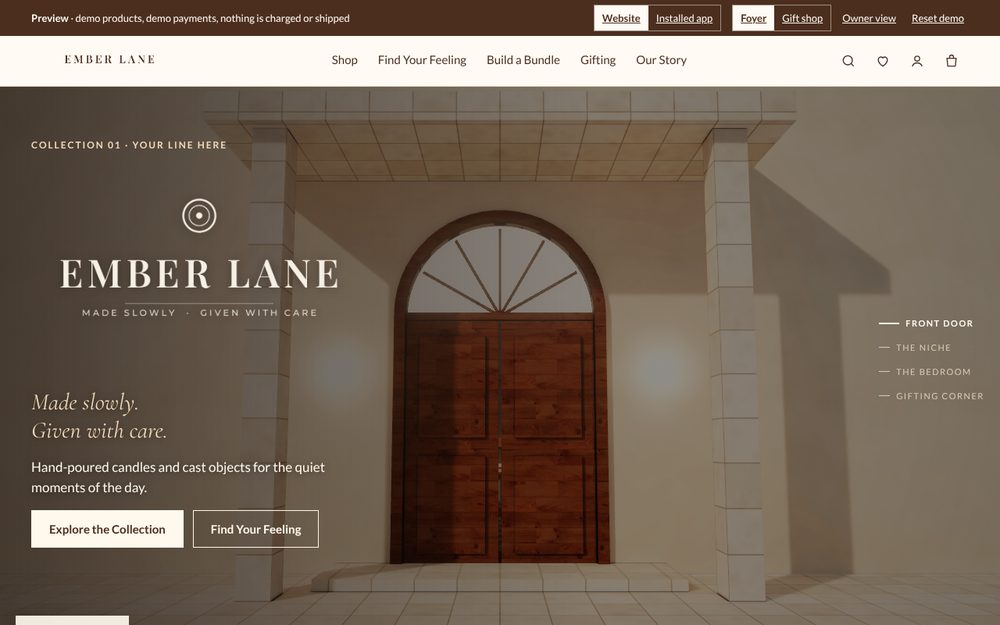 Preview · demo products, demo payments, nothing is charged or shipped
Website Installed app Foyer Gift shop Owner view Reset demo
EMBER LANE
Shop Find Your Feeling Build a Bundle Gifting Our Story
COLLECTION 01 · YOUR LINE HERE
EMBER LANE
MADE SLOWLY · GIVEN WITH CARE
FRONT DOOR
THE NICHE
THE BEDROOM
GIFTING CORNER
Made slowly.
Given with care.
Hand-poured candles and cast objects for the quiet
moments of the day.
Explore the Collection Find Your Feeling